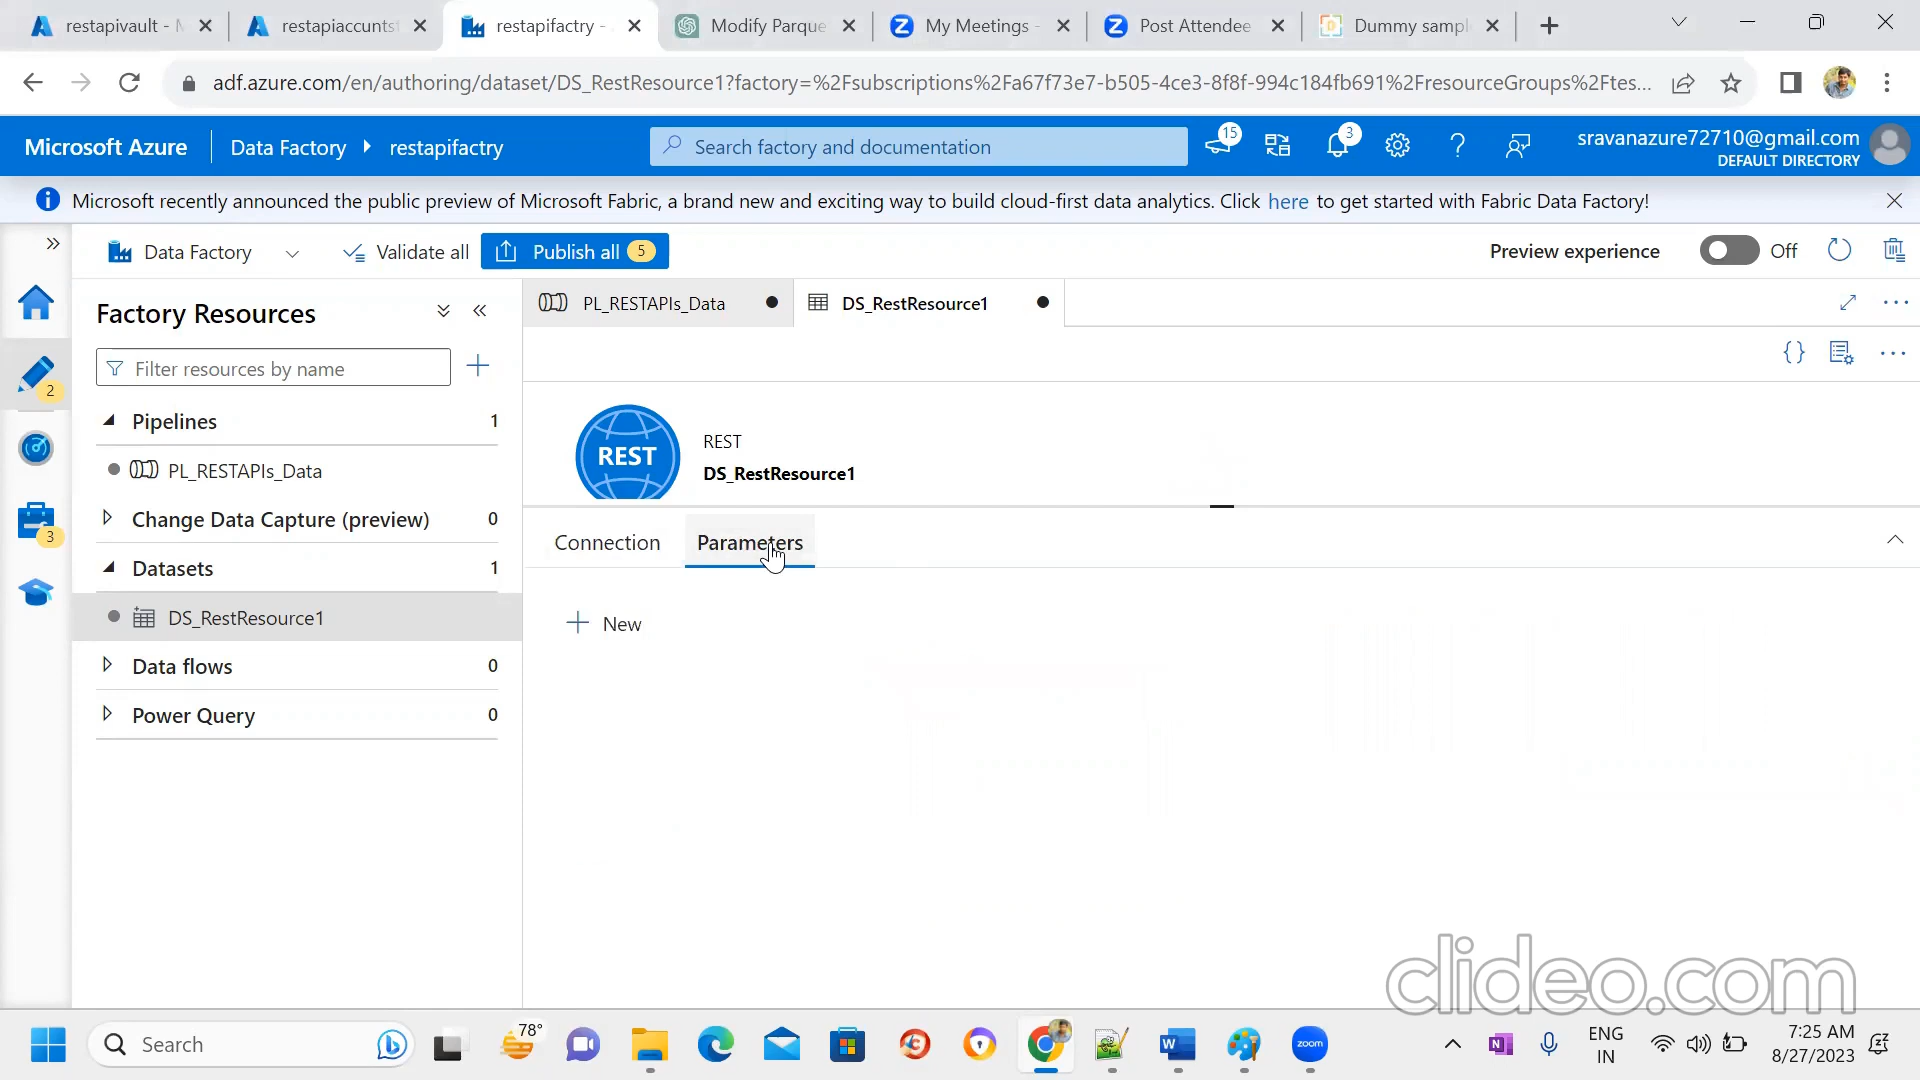 restapivault - M
restapiaccuntst
restapifactry -
Modify Parque
My Meetings -
Post Attendee
Dummy sampl
adf.azure.com/en/authoring/dataset/DS_RestResource1?factory=%2Fsubscriptions%2Fa67f73e7-b505-4ce3-8f8f-994c184fb691%2FresourceGroups%2Ftes...
Microsoft Azure
Data Factory
restapifactry
Search factory and documentation
15
3
sravanazure72710@gmail.com
DEFAULT DIRECTORY
Microsoft recently announced the public preview of Microsoft Fabric, a brand new and exciting way to build cloud-first data analytics. Click here to get started with Fabric Data Factory!
Data Factory
Validate all
Publish all 5
Preview experience
Off
Factory Resources
PL_RESTAPIs_Data
DS_RestResource1
Filter resources by name
2
Pipelines 1
REST
REST
DS_RestResource1
PL_RESTAPIs_Data
Change Data Capture (preview) 0
3
Connection
Parameters
Datasets 1
DS_RestResource1
New
Data flows 0
Power Query 0
clideo.com
Search
78°
zoom
ENG
IN
7:25 AM
8/27/2023